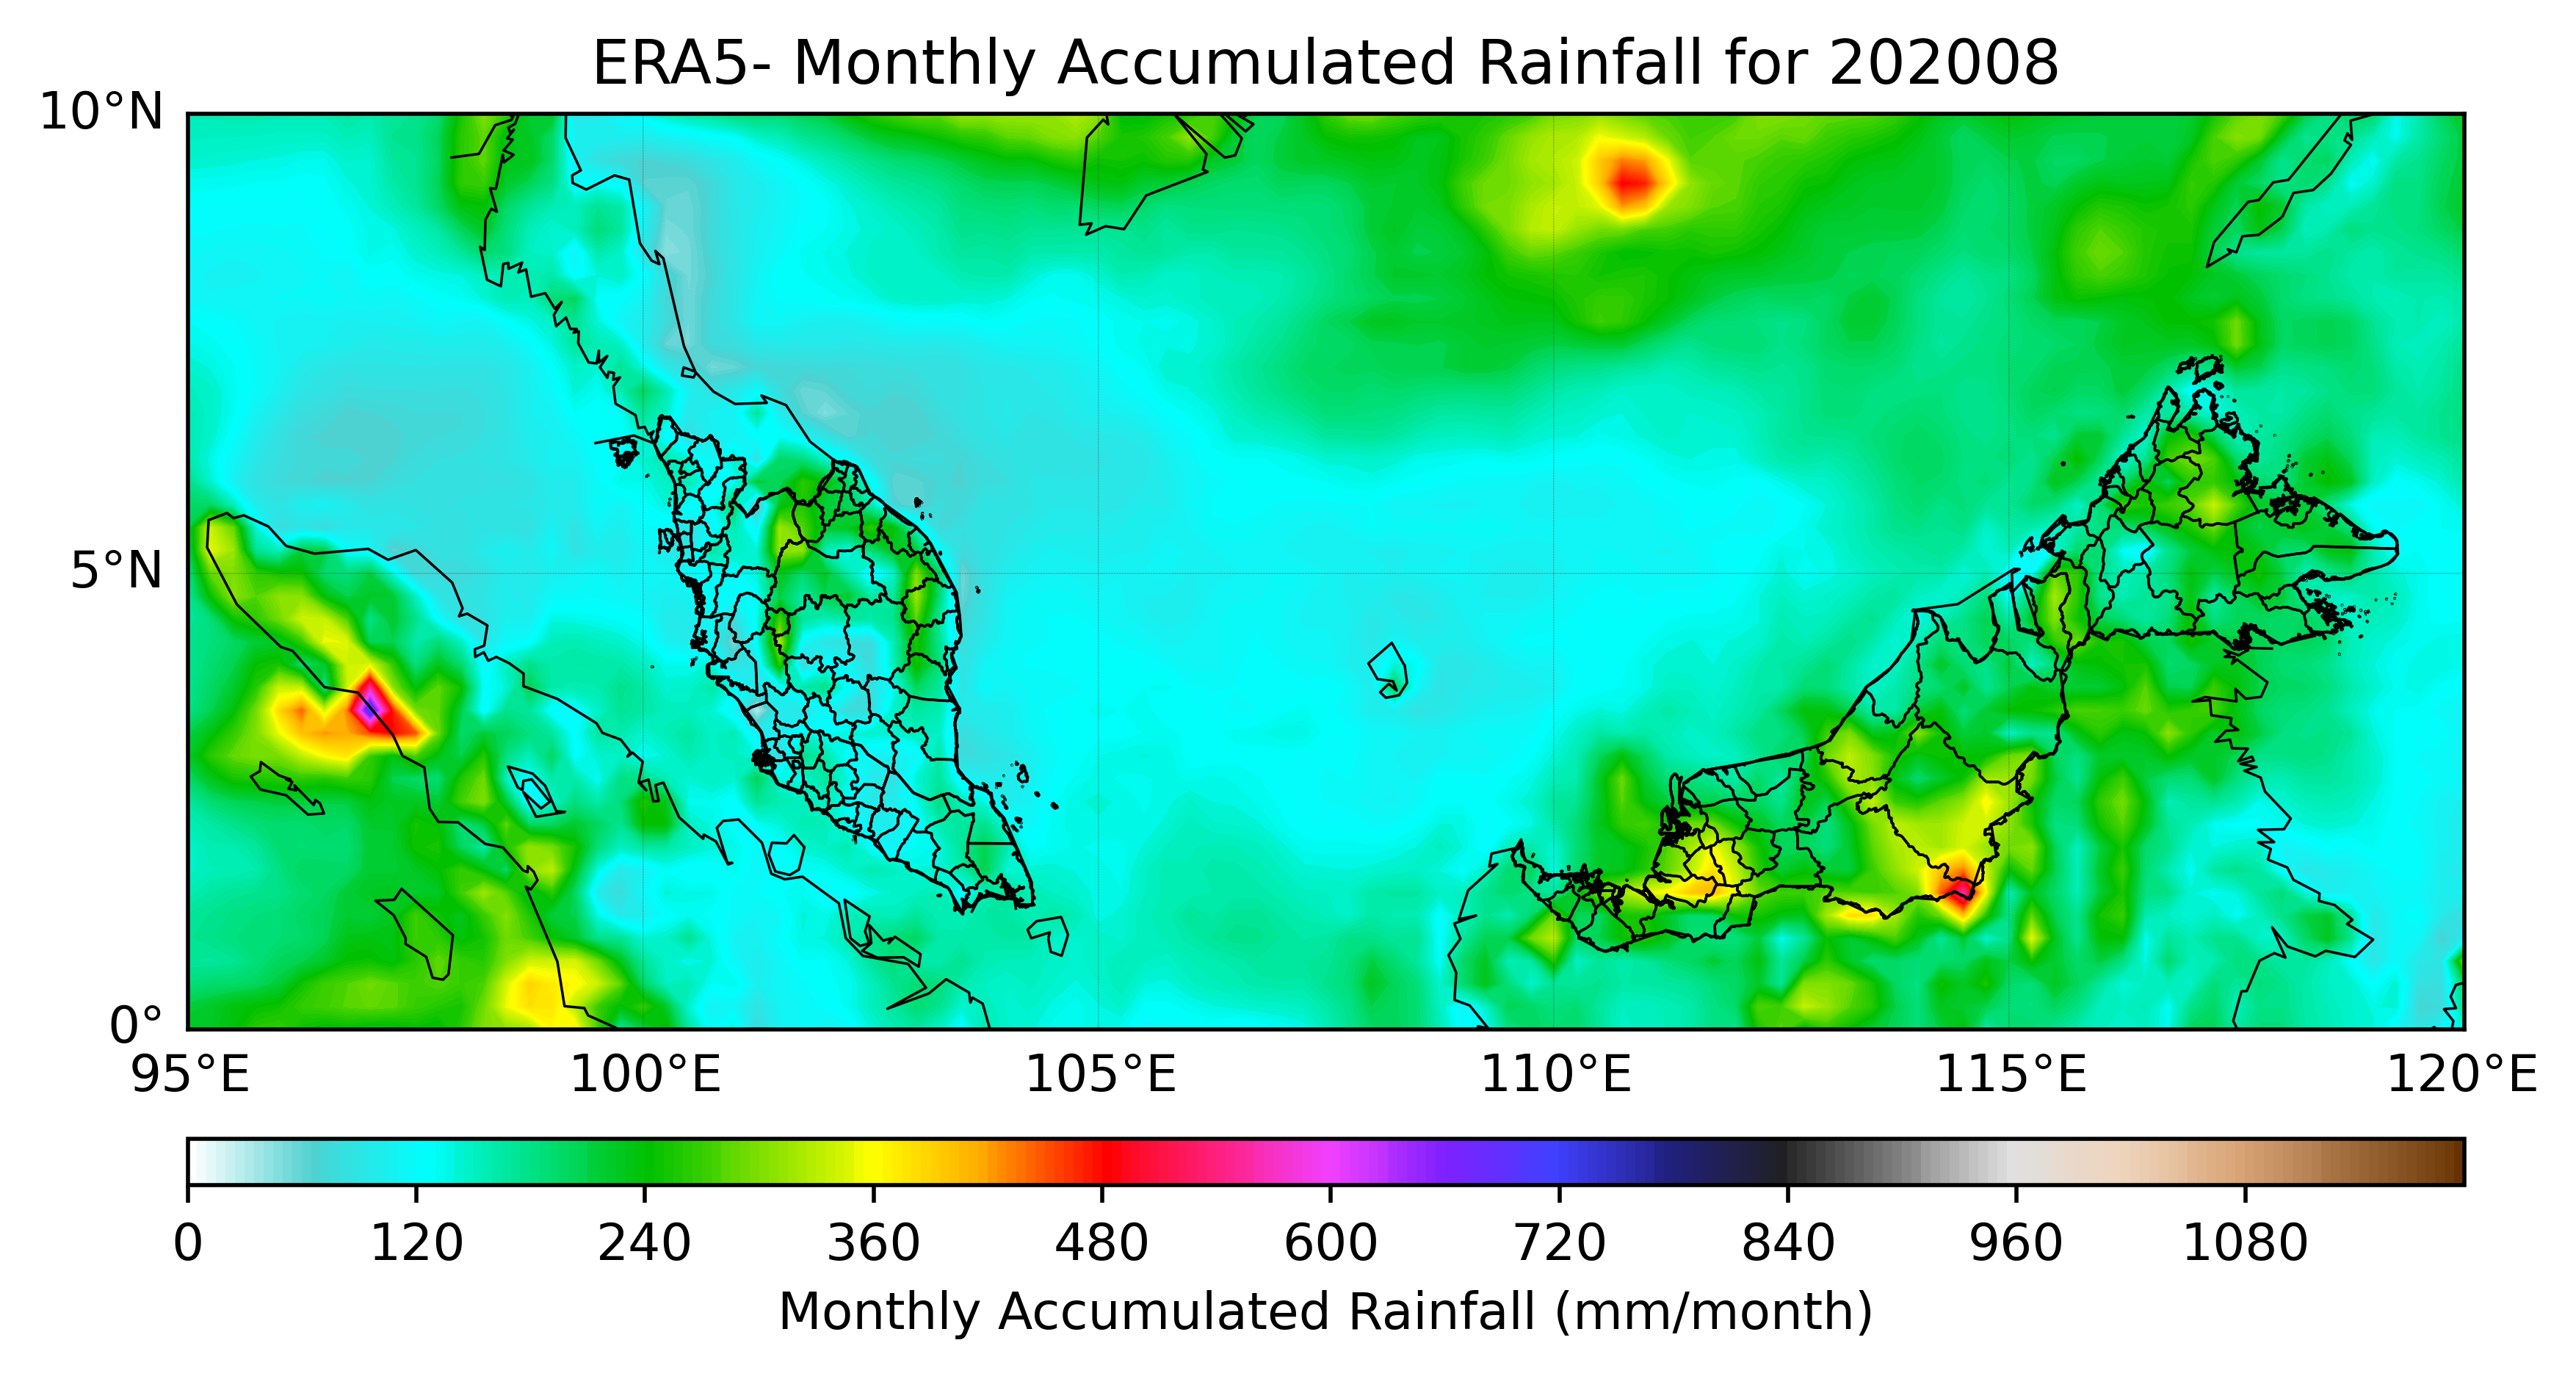 ERA5- Monthly Accumulated Rainfall for 202008
10°N
5°N
0°
95°E 100°E 105°E 110°E 115°E 120°E
0 120 240 360 480 600 720 840 960 1080
Monthly Accumulated Rainfall (mm/month)